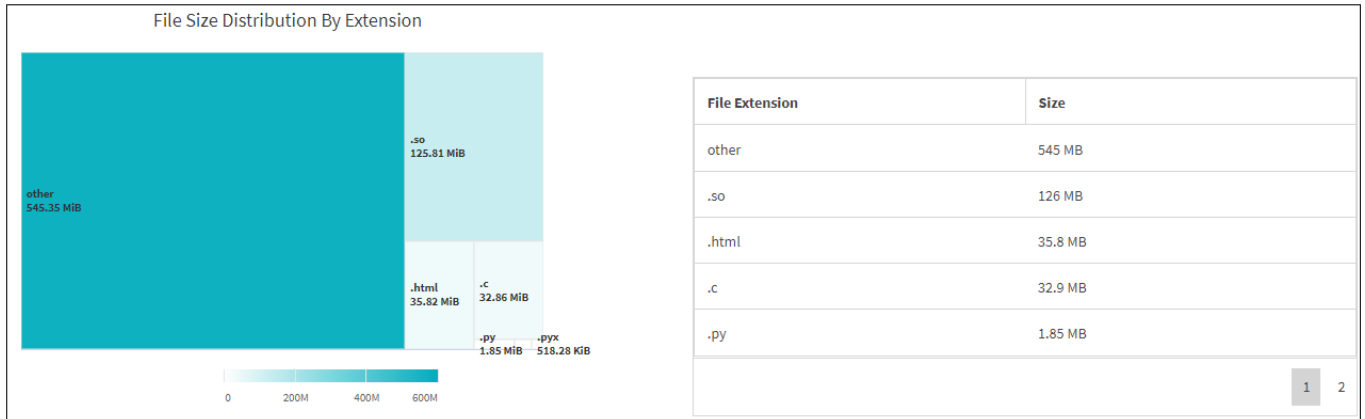 File Size Distribution By Extension
other
545.35 MiB
.so
125.81 MiB
.html
35.82 MiB
.c
32.86 MiB
.py
1.85 MiB
.pyx
518.28 KiB
0 200M 400M 600M
File Extension Size
other 545 MB
.so 126 MB
.html 35.8 MB
.c 32.9 MB
.py 1.85 MB
1 2